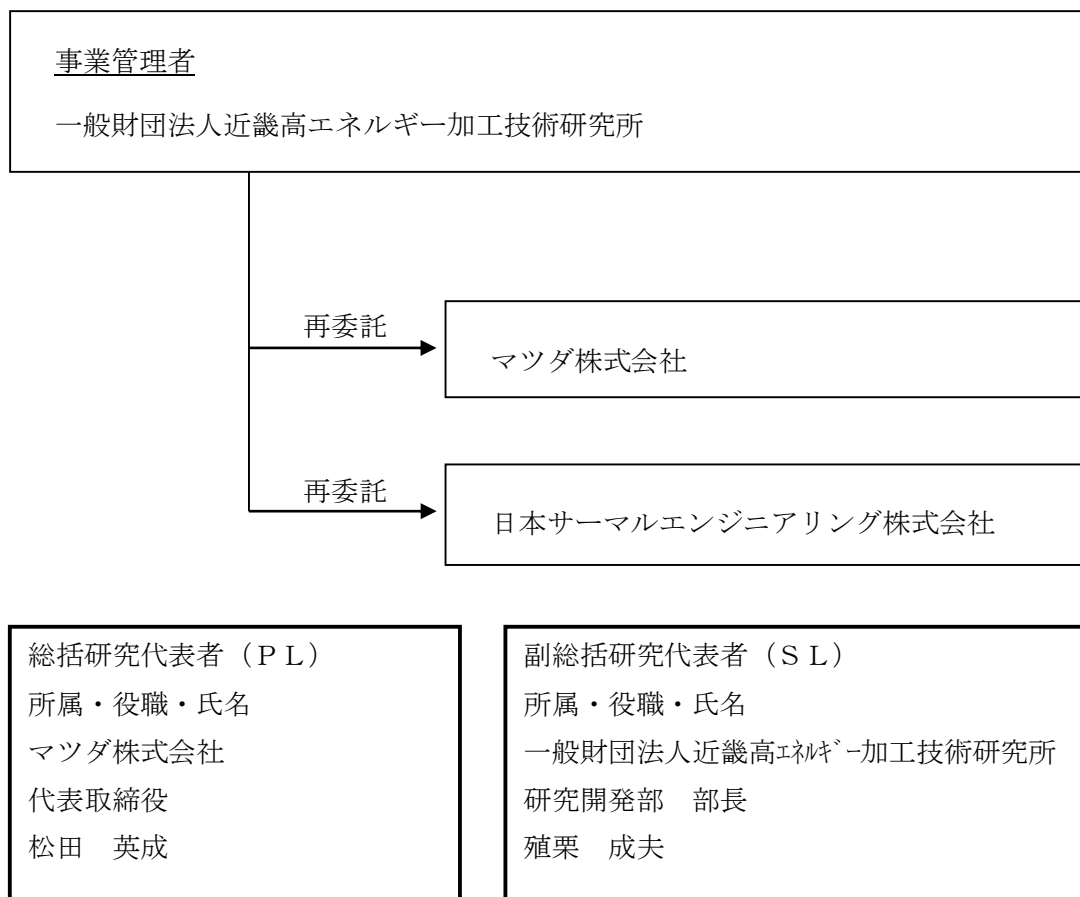 事業管理者
一般財団法人近畿高エネルギー加工技術研究所
再委託
マツダ株式会社
再委託
日本サーマルエンジニアリング株式会社
総括研究代表者（ＰＬ）
所属・役職・氏名
マツダ株式会社
代表取締役
松田　英成
副総括研究代表者（ＳＬ）
所属・役職・氏名
一般財団法人近畿高ｴﾈﾙｷﾞｰ加工技術研究所
研究開発部　部長
殖栗　成夫